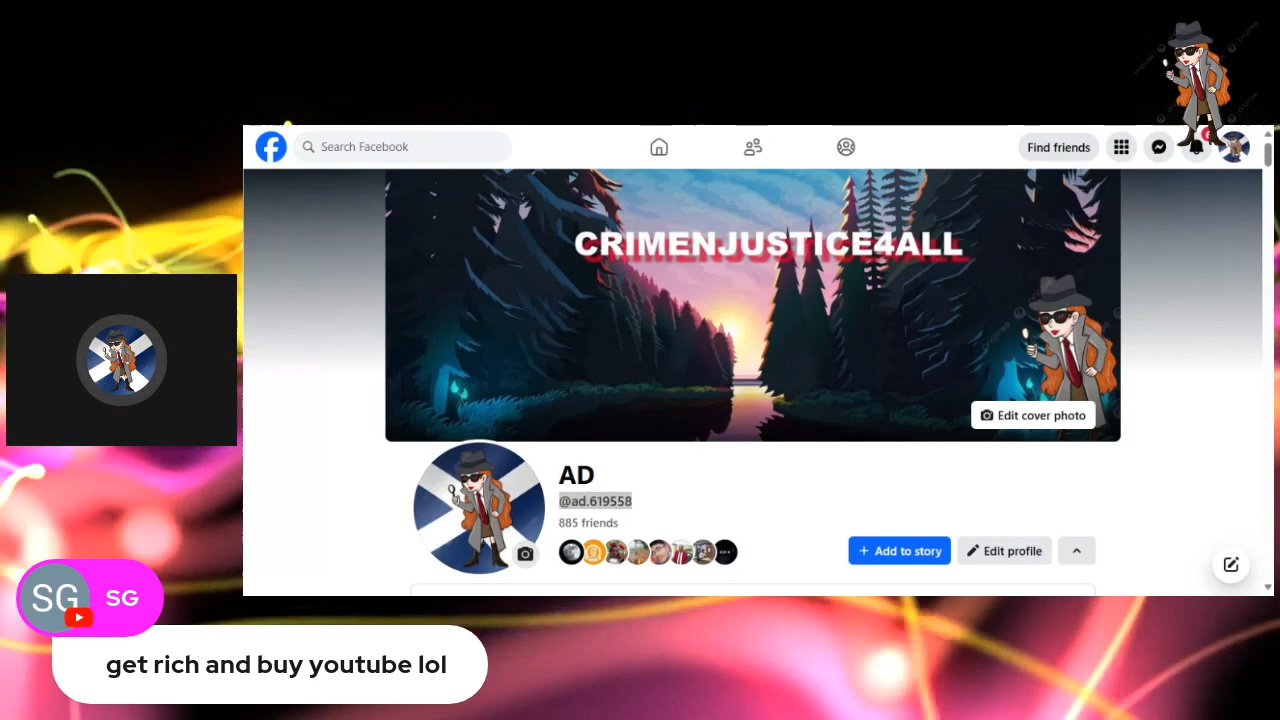 Search Facebook
Find friends
CRIMENJUSTICE4ALL
Edit cover photo
AD
@ad.619558
885 friends
+ Add to story
Edit profile
SG
SG
get rich and buy youtube lol